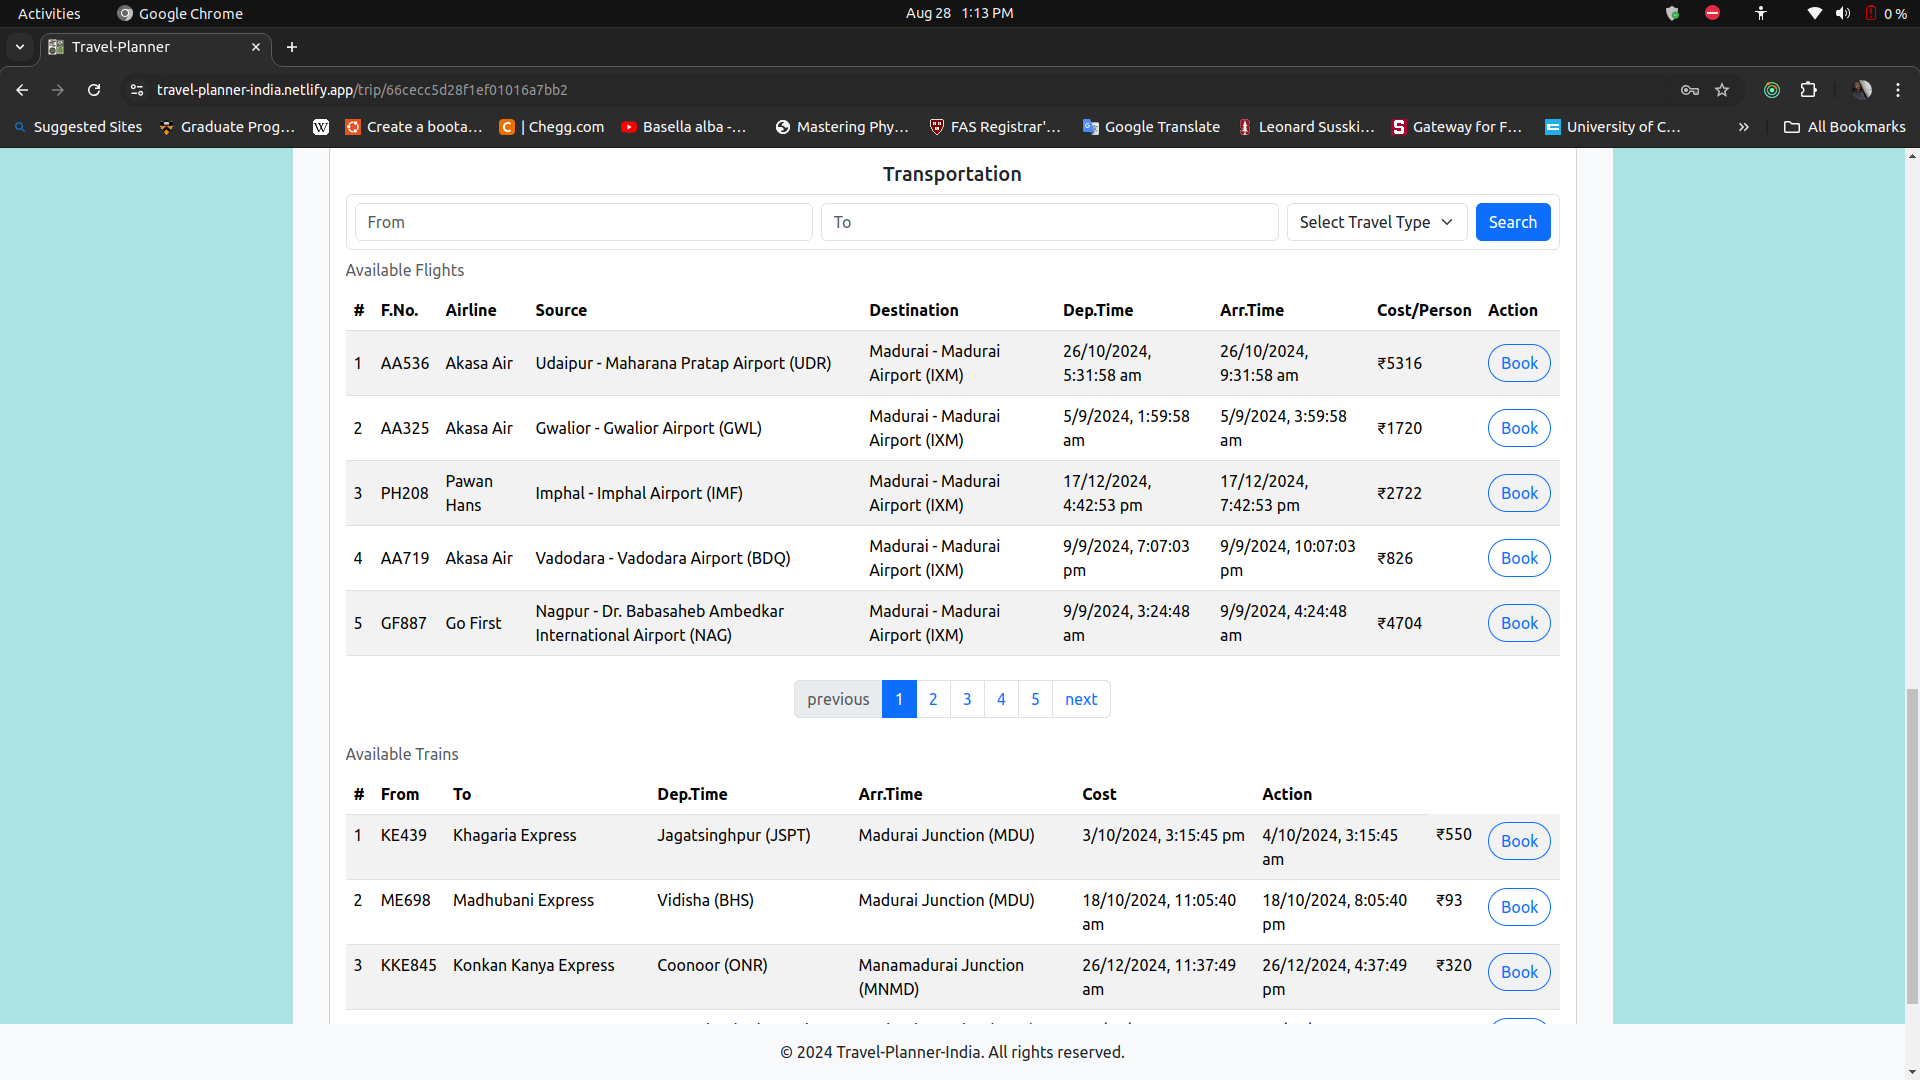 Activities Google Chrome Aug 28 1:13 PM 0 %
Travel-Planner
travel-planner-india.netlify.app/trip/66cecc5d28f1ef01016a7bb2
Suggested Sites Graduate Prog... Create a boota... | Chegg.com Basella alba -... Mastering Phy... FAS Registrar'... Google Translate Leonard Susski... Gateway for F... University of C... » All Bookmarks
Transportation
From To Select Travel Type Search
Available Flights
# F.No. Airline Source Destination Dep.Time Arr.Time Cost/Person Action
1 AA536 Akasa Air Udaipur - Maharana Pratap Airport (UDR) Madurai - Madurai Airport (IXM) 26/10/2024, 5:31:58 am 26/10/2024, 9:31:58 am ₹5316 Book
2 AA325 Akasa Air Gwalior - Gwalior Airport (GWL) Madurai - Madurai Airport (IXM) 5/9/2024, 1:59:58 am 5/9/2024, 3:59:58 am ₹1720 Book
3 PH208 Pawan Hans Imphal - Imphal Airport (IMF) Madurai - Madurai Airport (IXM) 17/12/2024, 4:42:53 pm 17/12/2024, 7:42:53 pm ₹2722 Book
4 AA719 Akasa Air Vadodara - Vadodara Airport (BDQ) Madurai - Madurai Airport (IXM) 9/9/2024, 7:07:03 pm 9/9/2024, 10:07:03 pm ₹826 Book
5 GF887 Go First Nagpur - Dr. Babasaheb Ambedkar International Airport (NAG) Madurai - Madurai Airport (IXM) 9/9/2024, 3:24:48 am 9/9/2024, 4:24:48 am ₹4704 Book
previous 1 2 3 4 5 next
Available Trains
# From To Dep.Time Arr.Time Cost Action
1 KE439 Khagaria Express Jagatsinghpur (JSPT) Madurai Junction (MDU) 3/10/2024, 3:15:45 pm 4/10/2024, 3:15:45 am ₹550 Book
2 ME698 Madhubani Express Vidisha (BHS) Madurai Junction (MDU) 18/10/2024, 11:05:40 am 18/10/2024, 8:05:40 pm ₹93 Book
3 KKE845 Konkan Kanya Express Coonoor (ONR) Manamadurai Junction (MNMD) 26/12/2024, 11:37:49 am 26/12/2024, 4:37:49 pm ₹320 Book
© 2024 Travel-Planner-India. All rights reserved.